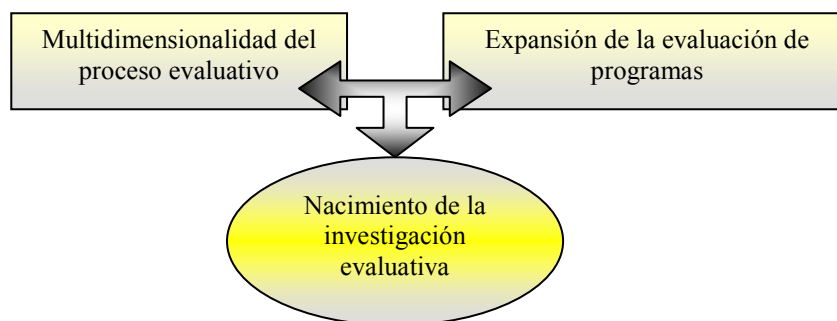 Multidimensionalidad del
proceso evaluativo
Expansión de la evaluación de
programas
Nacimiento de la
investigación
evaluativa